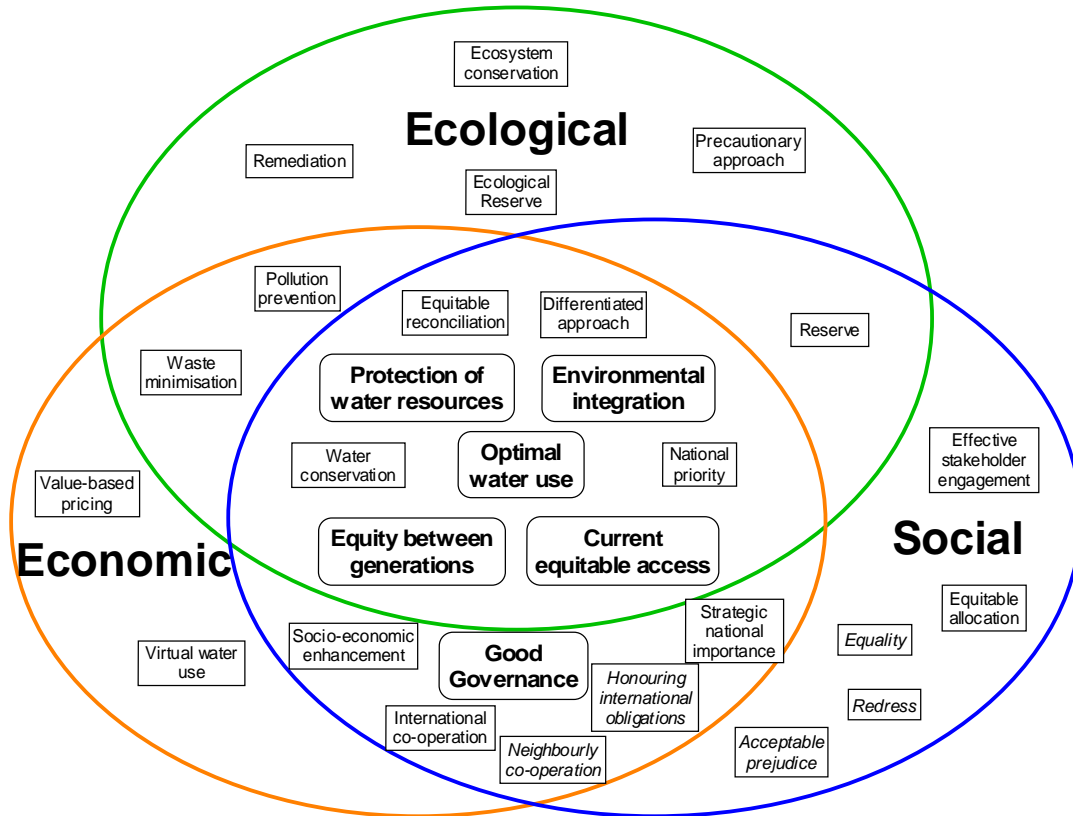 Ecosystem
conservation
Ecological
Precautionary
approach
Remediation
Ecological
Reserve
Pollution
prevention
Equitable
reconciliation
Differentiated
approach
Reserve
Waste
minimisation
Protection of
water resources
Environmental
integration
Effective
stakeholder
engagement
Optimal
water use
Water
conservation
National
priority
Value-based
pricing
Equity between
generations
Current
equitable access
Social
Economic
Equitable
allocation
Strategic
national
importance
Socio-economic
enhancement
Equality
Virtual water
use
Good
Governance
Honouring
international
obligations
Redress
International
co-operation
Neighbourly
co-operation
Acceptable
prejudice